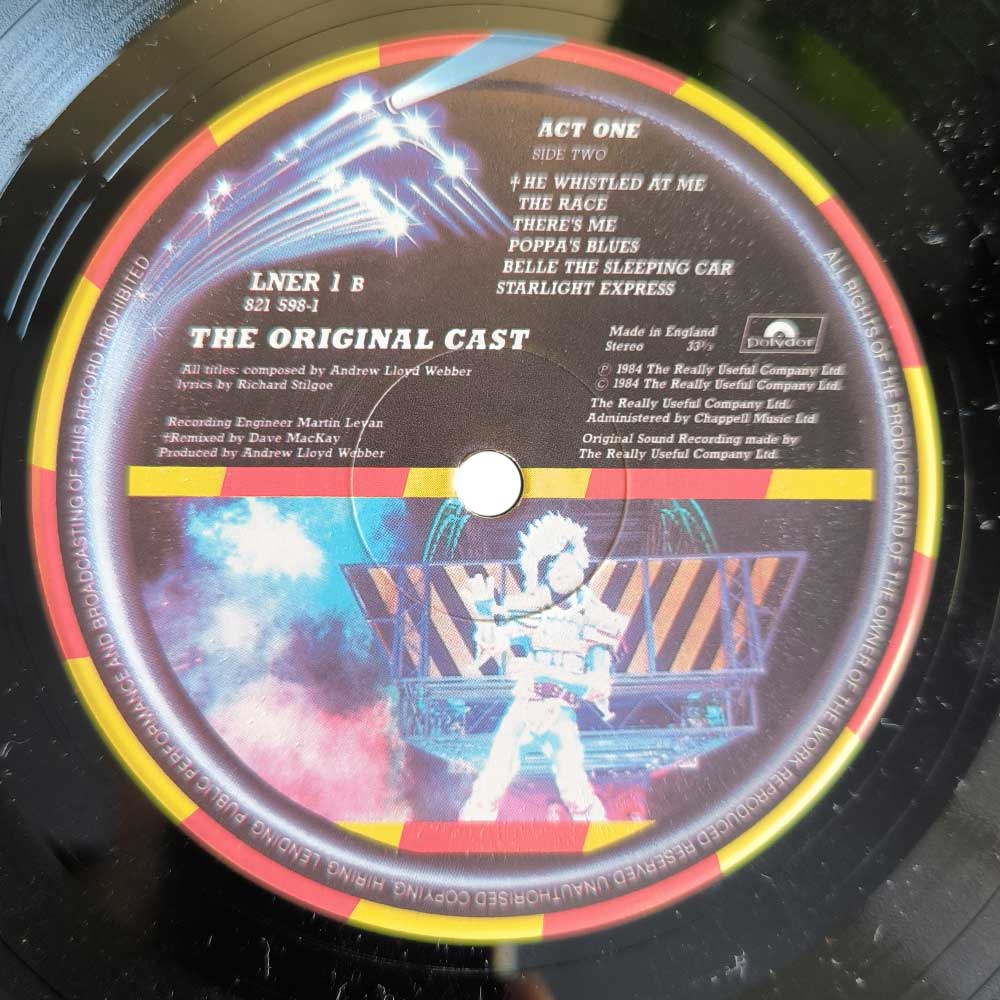 ACT ONE
SIDE TWO
† HE WHISTLED AT ME
THE RACE
THERE'S ME
POPPA'S BLUES
BELLE THE SLEEPING CAR
STARLIGHT EXPRESS
LNER 1 B
821 598-1
THE ORIGINAL CAST
All titles: composed by Andrew Lloyd Webber
lyrics by Richard Stilgoe
Recording Engineer Martin Levan
†Remixed by Dave MacKay
Produced by Andrew Lloyd Webber
Made in England
Stereo 33⅓
polydor
℗ 1984 The Really Useful Company Ltd.
© 1984 The Really Useful Company Ltd.
The Really Useful Company Ltd.
Administered by Chappell Music Ltd
Original Sound Recording made by
The Really Useful Company Ltd.
ALL RIGHTS OF THE PRODUCER AND OF THE OWNER OF THE WORK REPRODUCED RESERVED UNAUTHORISED COPYING HIRING LENDING PUBLIC PERFORMANCE AND BROADCASTING OF THIS RECORD PROHIBITED